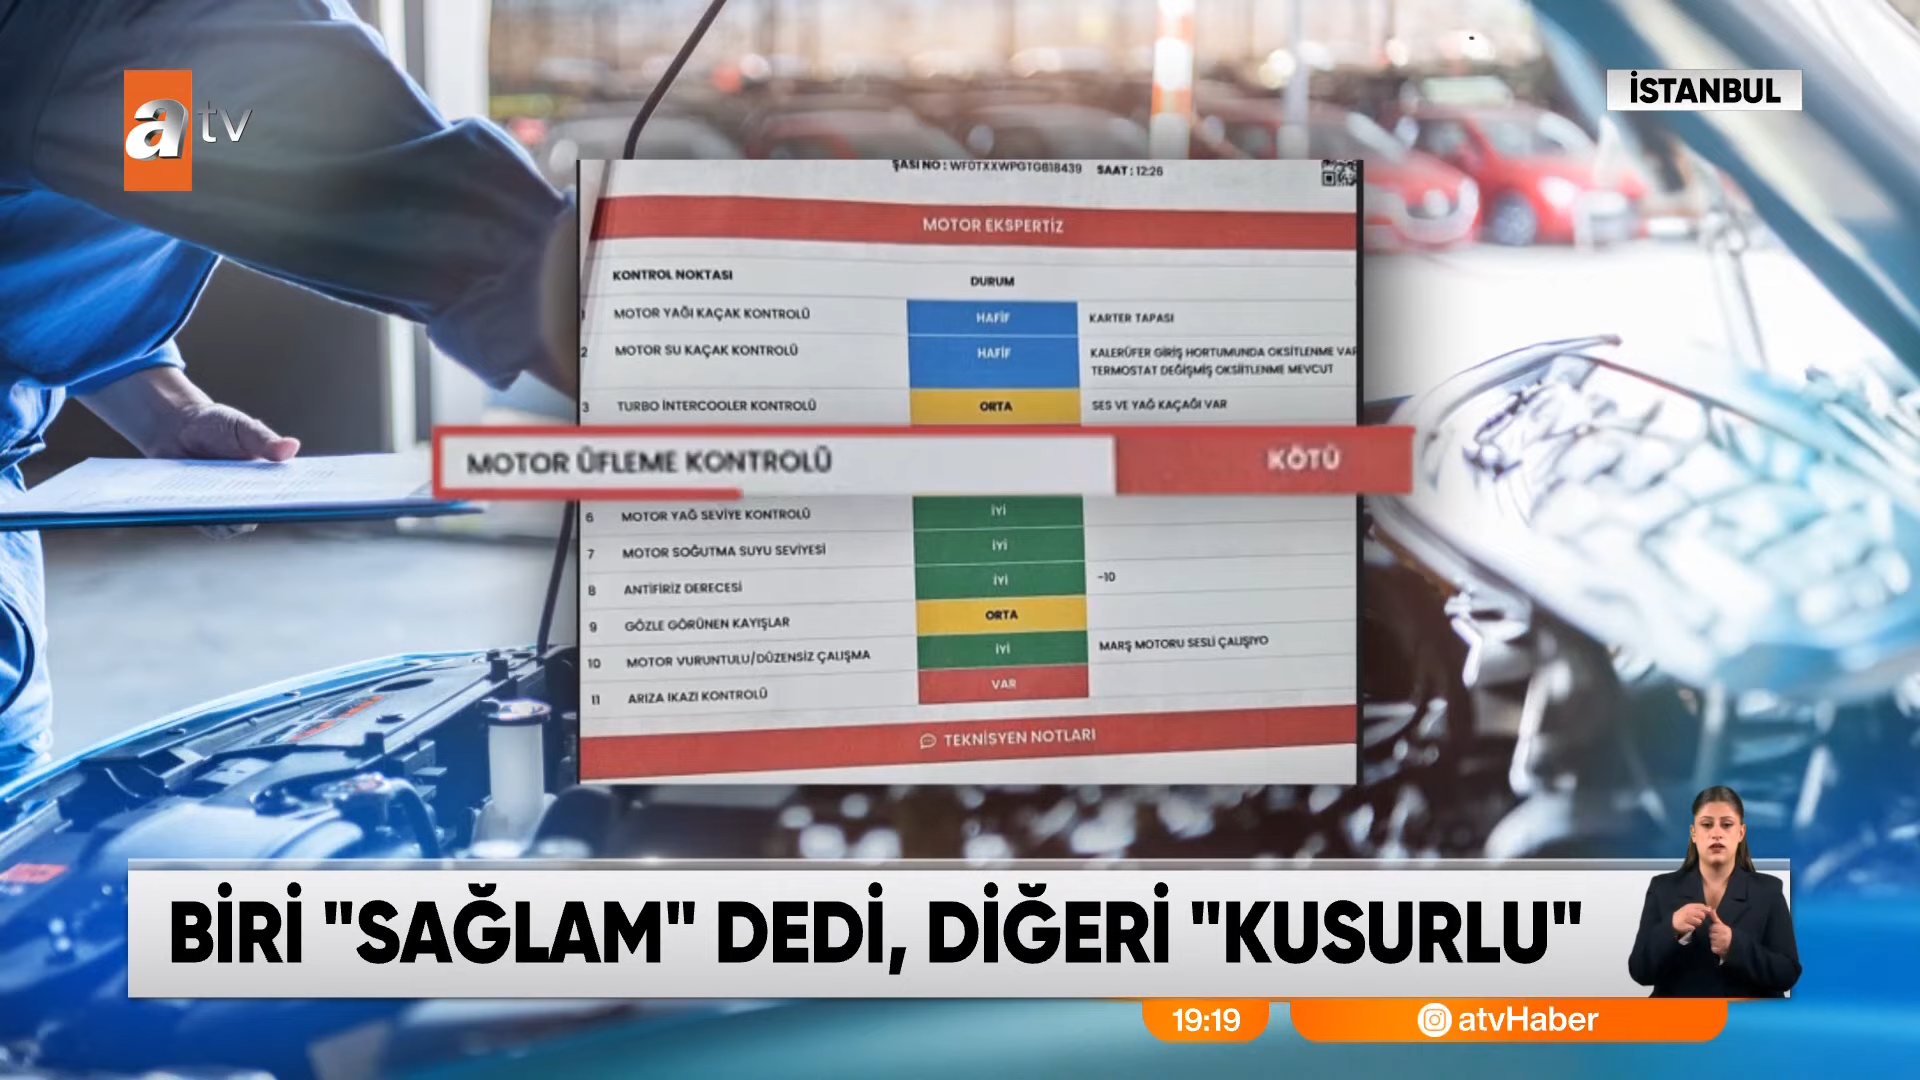 atv
İSTANBUL
ŞASİ NO : WF0TXXWPGTG818439 SAAT : 12:26
MOTOR EKSPERTİZ
KONTROL NOKTASI DURUM
MOTOR YAĞI KAÇAK KONTROLÜ HAFİF KARTER TAPASI
2 MOTOR SU KAÇAK KONTROLÜ HAFİF KALERÜFER GİRİŞ HORTUMUNDA OKSİTLENME VAR
TERMOSTAT DEĞİŞMİŞ OKSİİTLENME MEVCUT
3 TURBO İNTERCOOLER KONTROLÜ ORTA SES VE YAĞ KAÇAĞI VAR
MOTOR ÜFLEME KONTROLÜ KÖTÜ
6 MOTOR YAĞ SEVİYE KONTROLÜ İYİ
7 MOTOR SOĞUTMA SUYU SEVİYESİ İYİ
8 ANTİFİRİZ DERECESİ İYİ -10
9 GÖZLE GÖRÜNEN KAYIŞLAR ORTA
10 MOTOR VURUNTULU/DÜZENSİZ ÇALIŞMA İYİ MARŞ MOTORU SESLİ ÇALIŞIYO
11 ARIZA IKAZI KONTROLÜ VAR
TEKNİSYEN NOTLARI
BİRİ "SAĞLAM" DEDİ, DİĞERİ "KUSURLU"
19:19 atvHaber